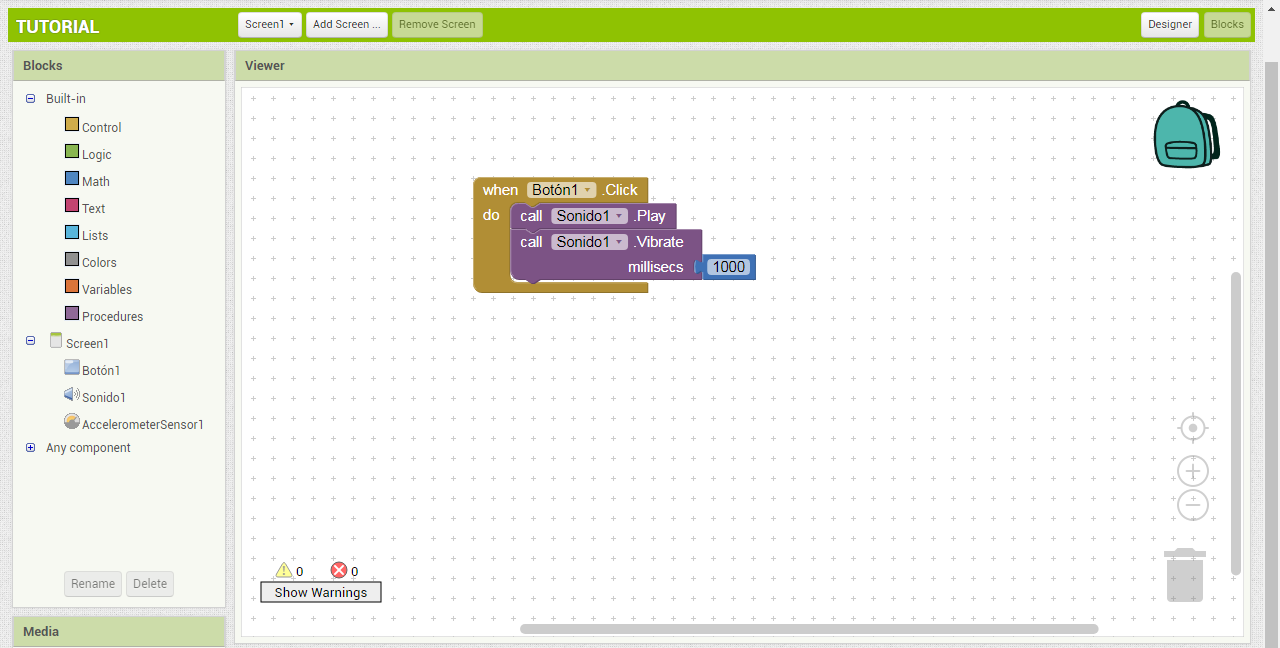 TUTORIAL
Screen1 Add Screen ... Remove Screen
Designer Blocks
Blocks
Built-in
Control
Logic
Math
Text
Lists
Colors
Variables
Procedures
Screen1
Botón1
Sonido1
AccelerometerSensor1
Any component
Rename Delete
Media
Viewer
when Botón1 .Click
do call Sonido1 .Play
call Sonido1 .Vibrate
millisecs 1000
0 0
Show Warnings